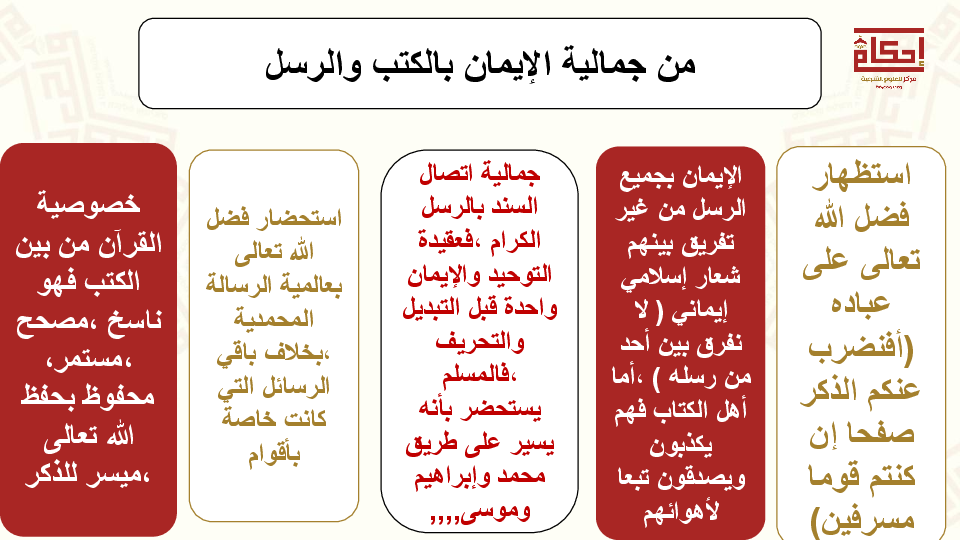 من جمالية الإيمان بالكتب والرسل
إحكام
مركز للعلوم الشرعية
استظهار
فضل الله
تعالى على
عباده
(أفنضرب
عنكم الذكر
صفحا إن
كنتم قوما
مسرفين)
الإيمان بجميع
الرسل من غير
تفريق بينهم
شعار إسلامي
إيماني ( لا
نفرق بين أحد
من رسله ) ،أما
أهل الكتاب فهم
يكذبون
ويصدقون تبعا
لأهوائهم
جمالية اتصال
السند بالرسل
الكرام ،فعقيدة
التوحيد والإيمان
واحدة قبل التبديل
والتحريف
،فالمسلم
يستحضر بأنه
يسير على طريق
محمد وإبراهيم
وموسى,,,,
استحضار فضل
الله تعالى
بعالمية الرسالة
المحمدية
،بخلاف باقي
الرسائل التي
كانت خاصة
بأقوام
خصوصية
القرآن من بين
الكتب فهو
ناسخ ،مصحح
،مستمر،
محفوظ بحفظ
الله تعالى
،ميسر للذكر